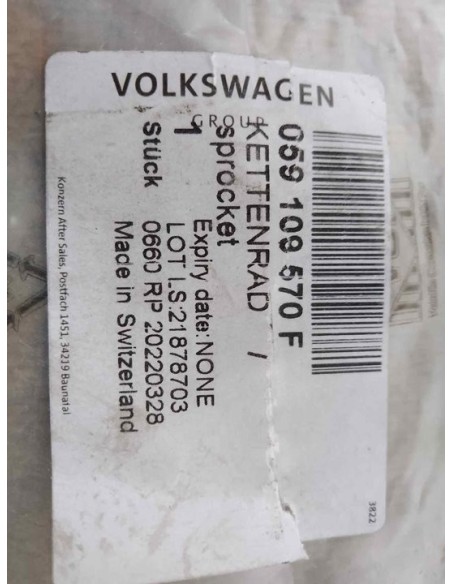 VOLKSWAGEN
GROUP
059 109 570 F
KETTENRAD /
sprocket
1
Stück
Expiry date:NONE
LOT LS:21878703
0660 RP 20220328
Made in Switzerland
Konzern After Sales, Postfach 1451, 34219 Baunatal
3822